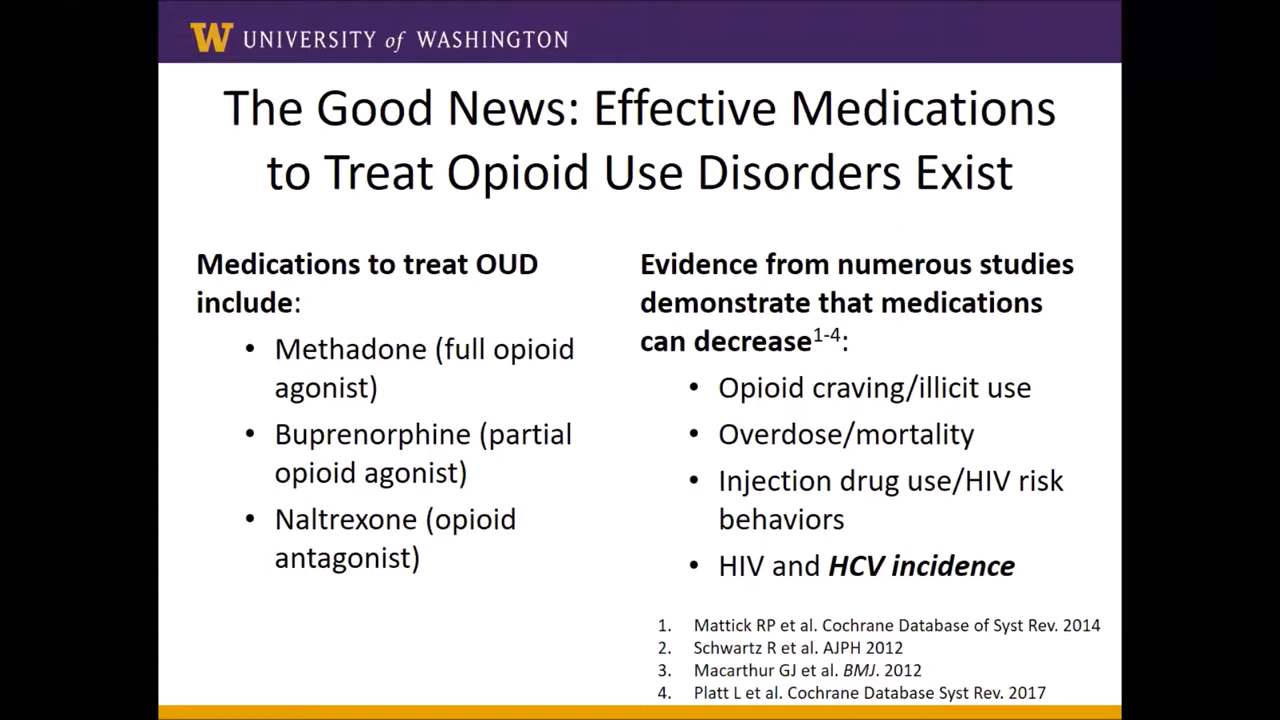 W UNIVERSITY of WASHINGTON
The Good News: Effective Medications
to Treat Opioid Use Disorders Exist
Medications to treat OUD
include:
• Methadone (full opioid
agonist)
• Buprenorphine (partial
opioid agonist)
• Naltrexone (opioid
antagonist)
Evidence from numerous studies
demonstrate that medications
can decrease1-4:
• Opioid craving/illicit use
• Overdose/mortality
• Injection drug use/HIV risk
behaviors
• HIV and HCV incidence
1. Mattick RP et al. Cochrane Database of Syst Rev. 2014
2. Schwartz R et al. AJPH 2012
3. Macarthur GJ et al. BMJ. 2012
4. Platt L et al. Cochrane Database Syst Rev. 2017